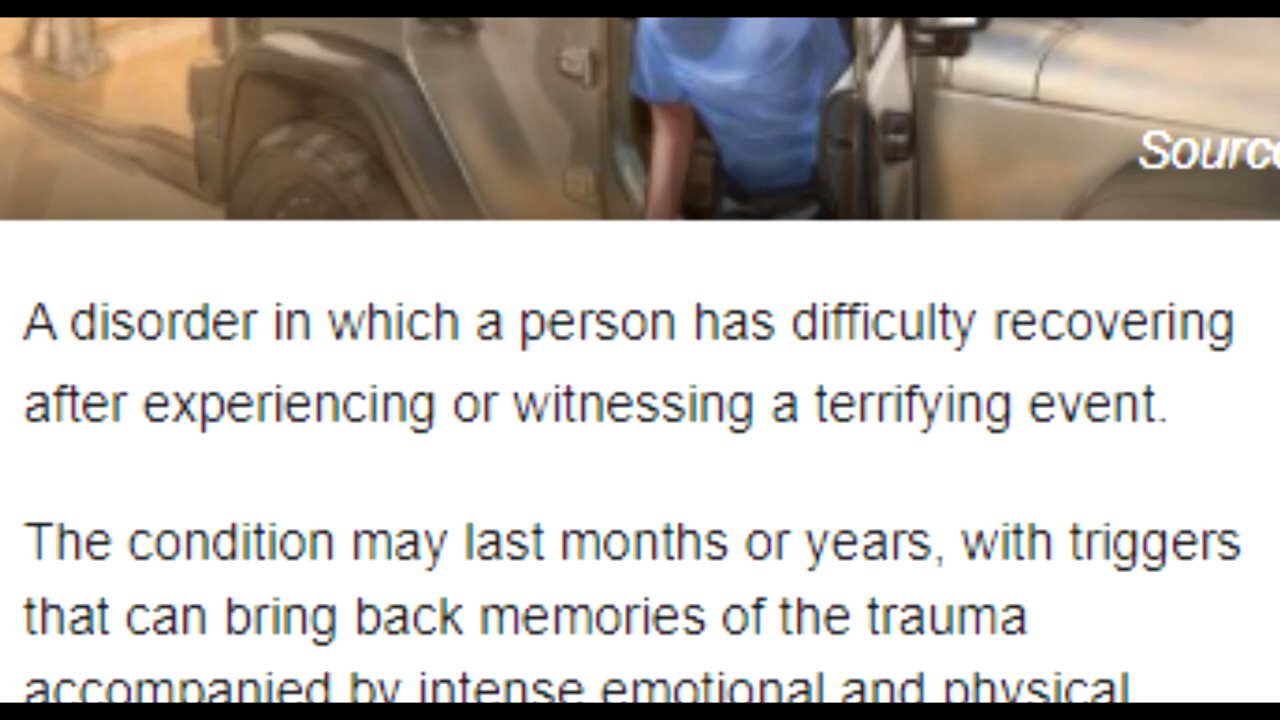 Source
A disorder in which a person has difficulty recovering
after experiencing or witnessing a terrifying event.
The condition may last months or years, with triggers
that can bring back memories of the trauma
accompanied by intense emotional and physical